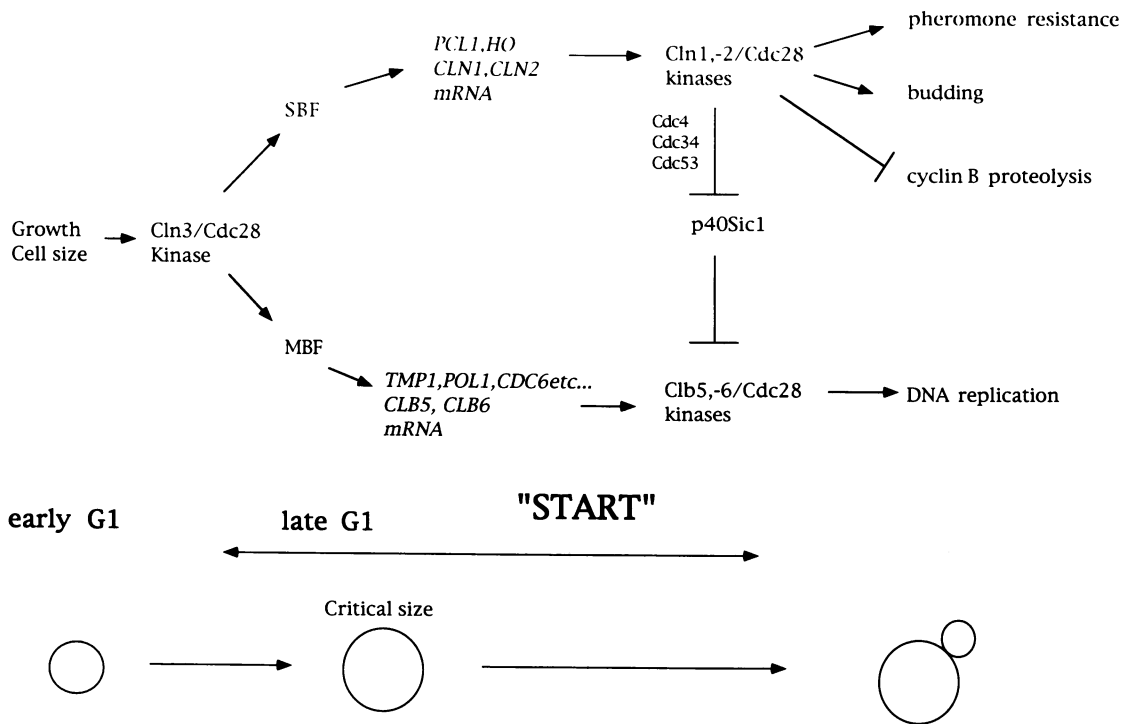 pheromone resistance
PCL1,HO
CLN1,CLN2
mRNA
Cln1,-2/Cdc28
kinases
budding
SBF
Cdc4
Cdc34
Cdc53
cyclin B proteolysis
Growth
Cell size
Cln3/Cdc28
Kinase
p40Sic1
MBF
TMP1,POL1,CDC6etc...
CLB5, CLB6
mRNA
Clb5,-6/Cdc28
kinases
DNA replication
early G1
late G1
"START"
Critical size